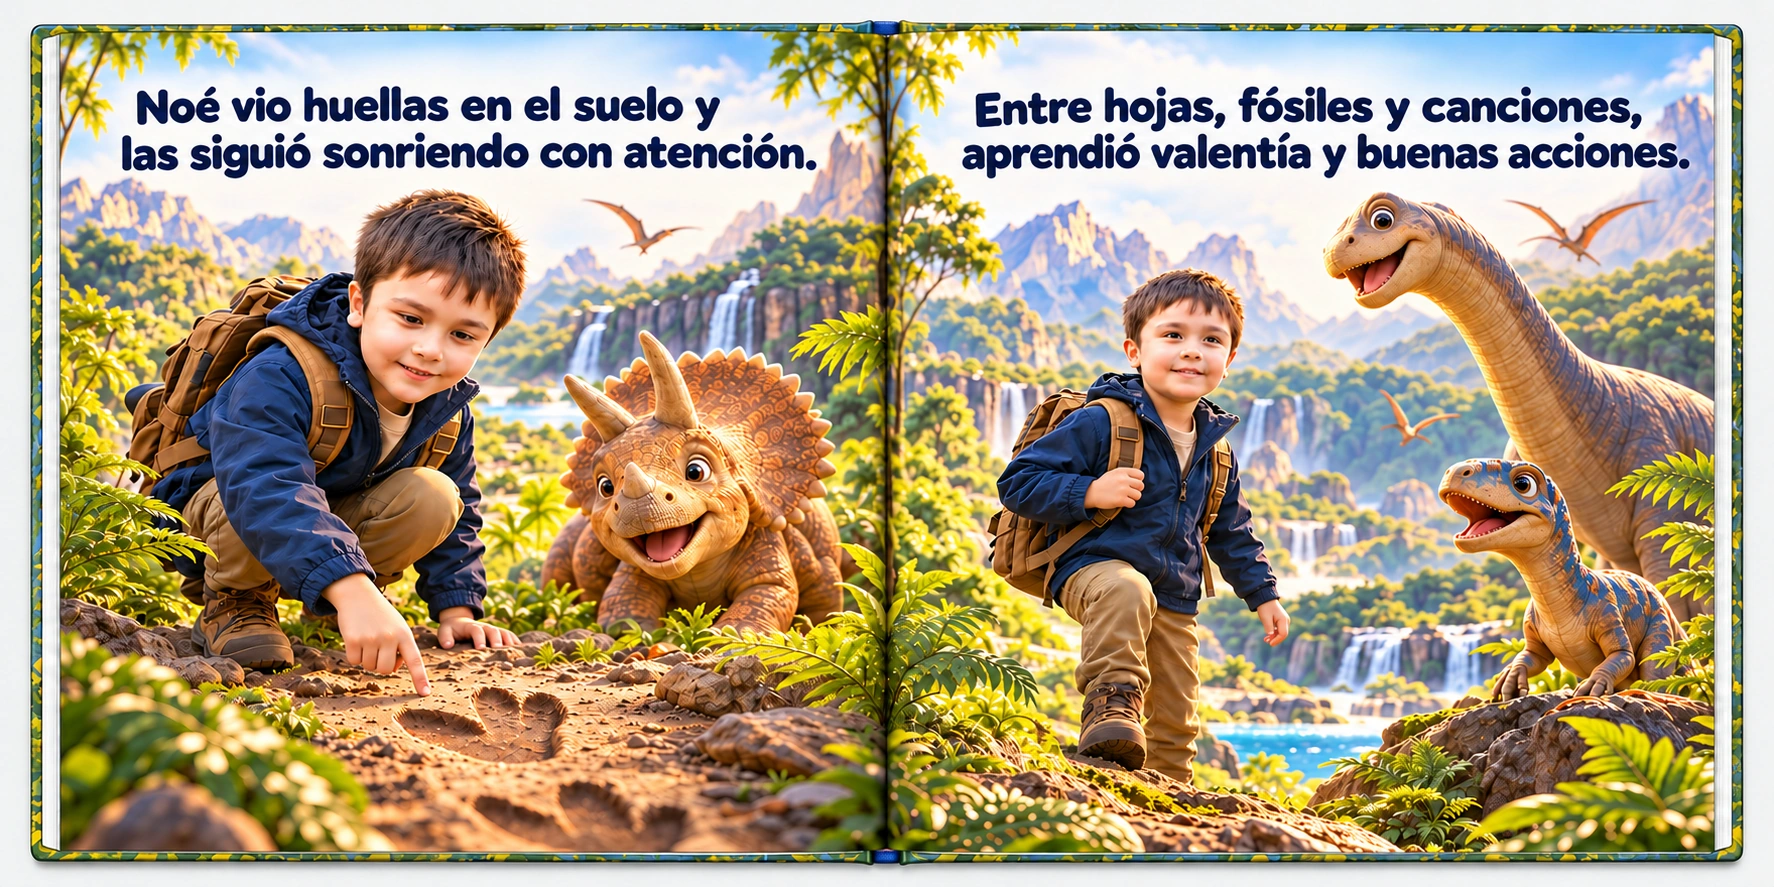 Noé vio huellas en el suelo y
las siguió sonriendo con atención.
Entre hojas, fósiles y canciones,
aprendió valentía y buenas acciones.